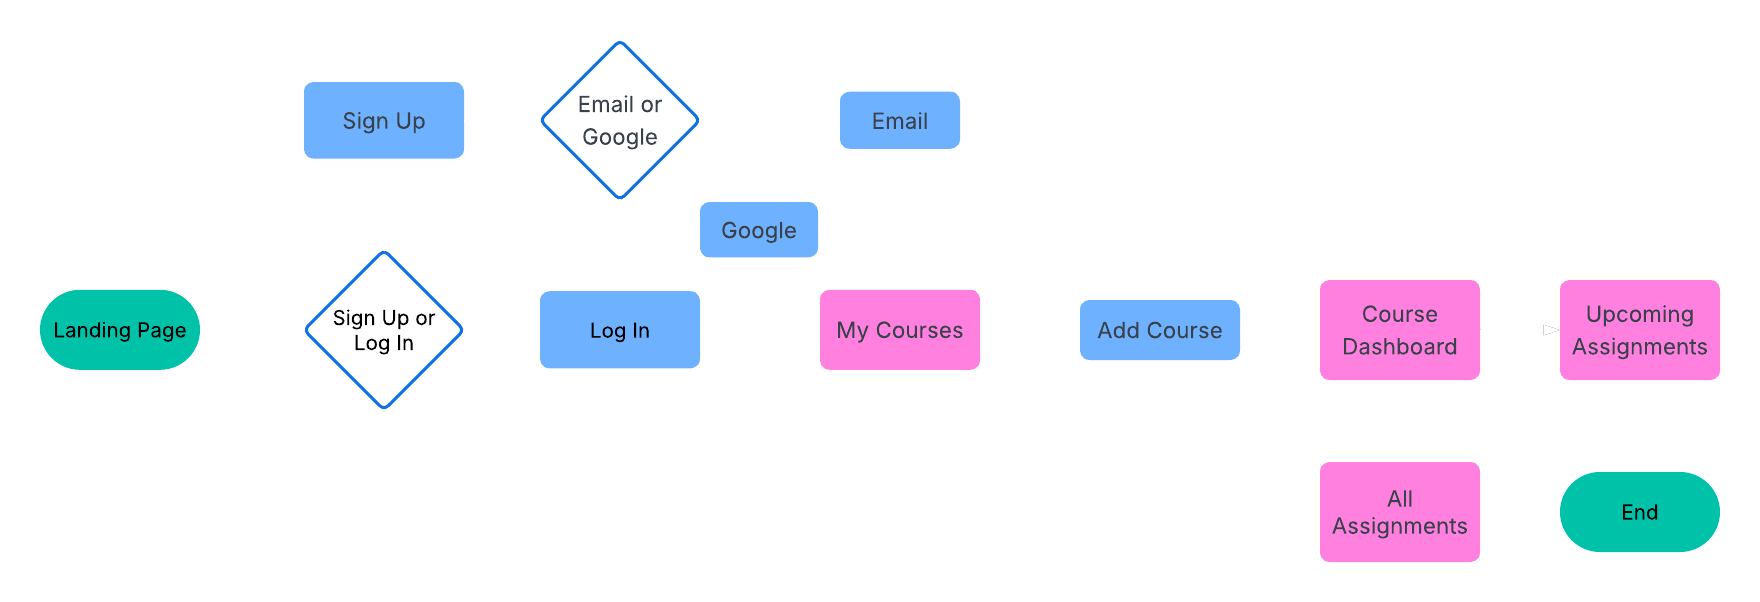 Sign Up
Email or
Google
Email
Google
Landing Page
Sign Up or
Log In
Log In
My Courses
Add Course
Course
Dashboard
Upcoming
Assignments
All
Assignments
End